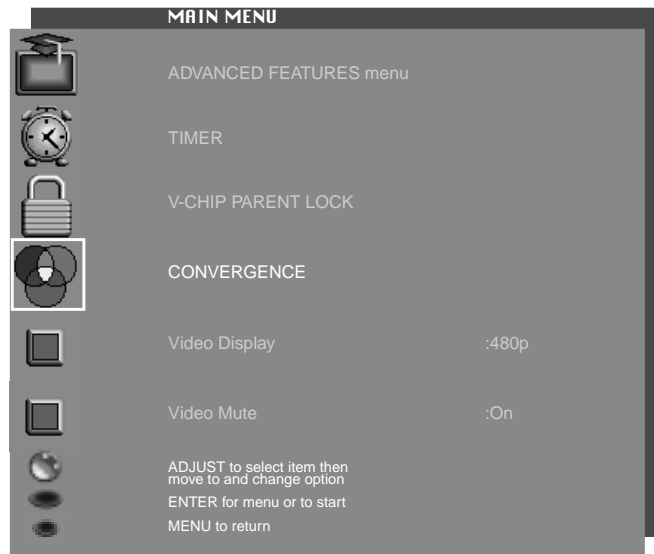 MAIN MENU
ADVANCED FEATURES menu
TIMER
V-CHIP PARENT LOCK
CONVERGENCE
Video Display :480p
Video Mute :On
ADJUST to select item then
move to and change option
ENTER for menu or to start
MENU to return